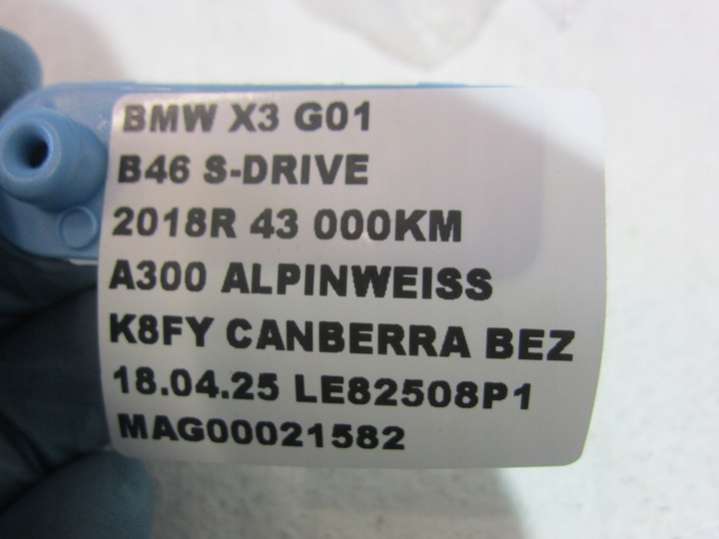 BMW X3 G01
B46 S-DRIVE
2018R 43 000KM
A300 ALPINWEISS
K8FY CANBERRA BEZ
18.04.25 LE82508P1
MAG00021582